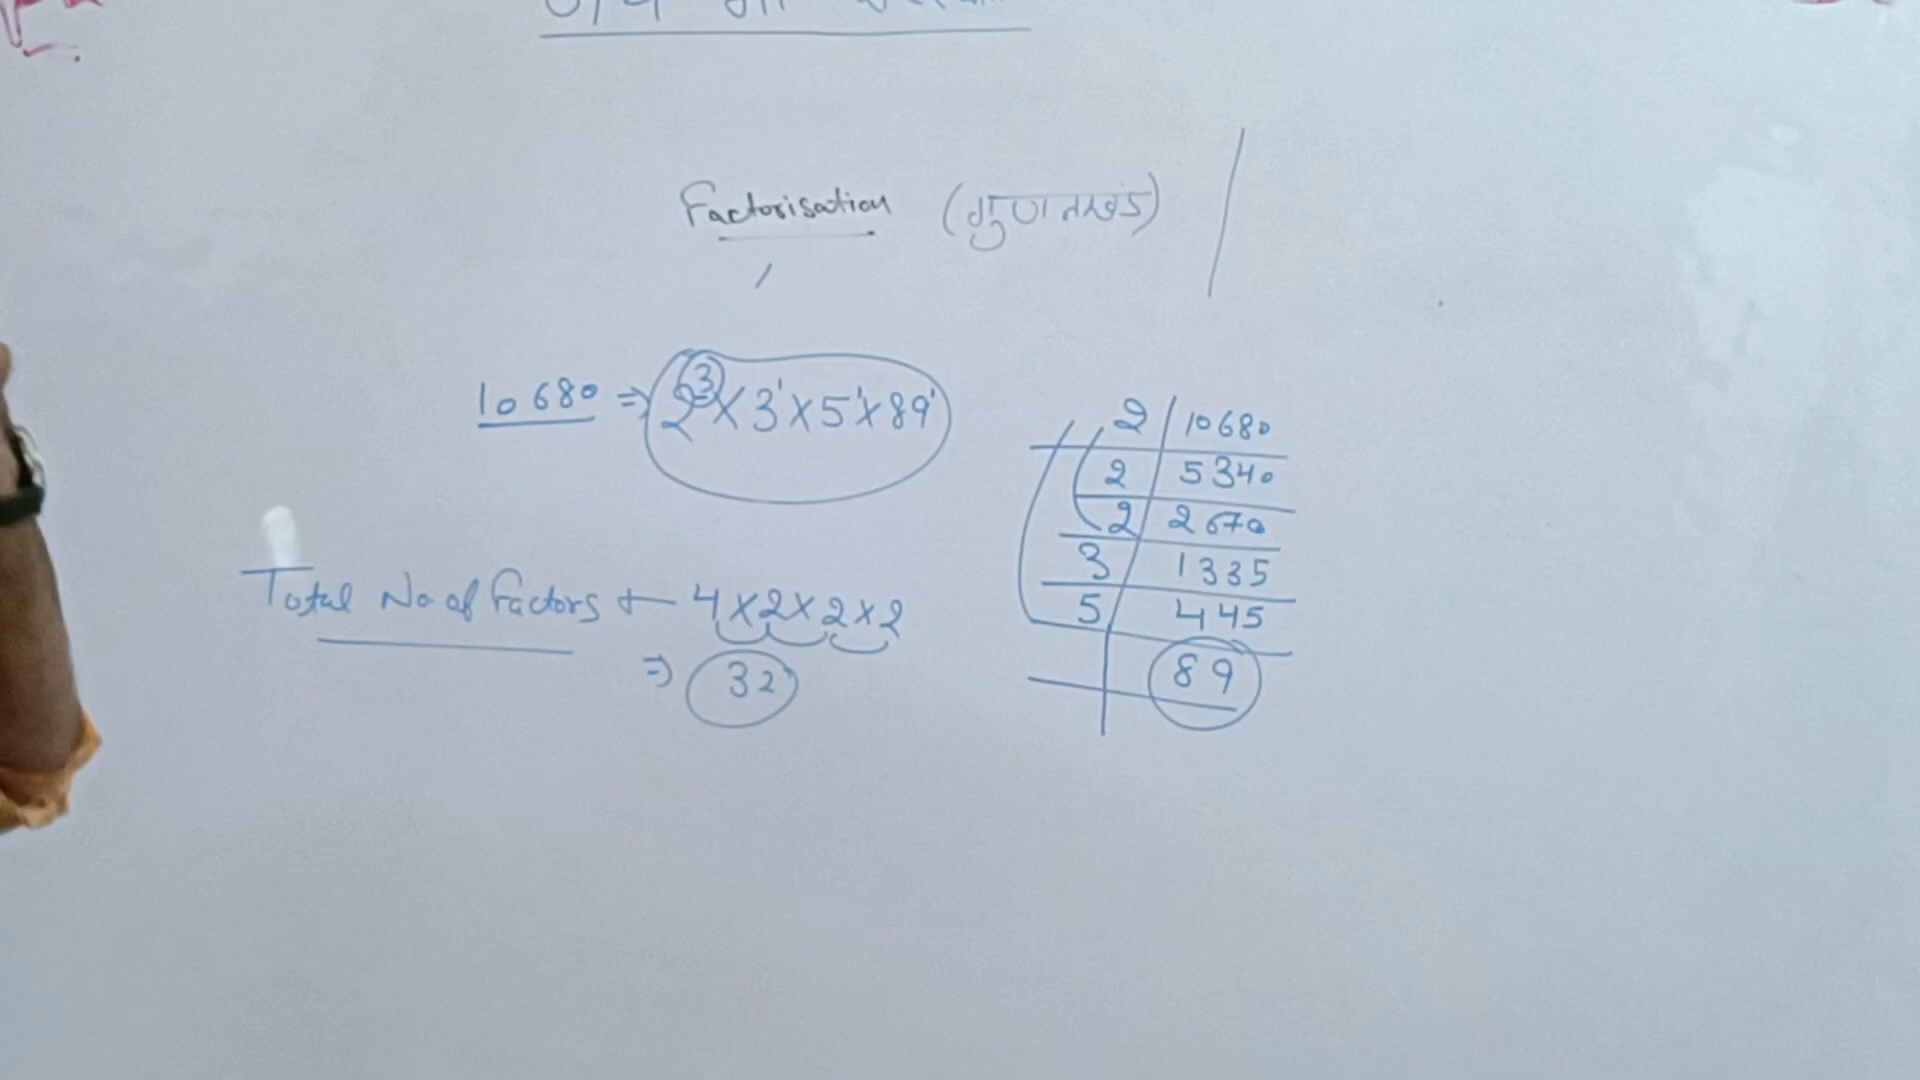 Factorisation (गुणनखंड)
10680 ⇒ 2³ × 3¹ × 5¹ × 89¹
Total No of factors ← 4×2×2×2
⇒ 32
2 10680
2 5340
2 2670
3 1335
5 445
89